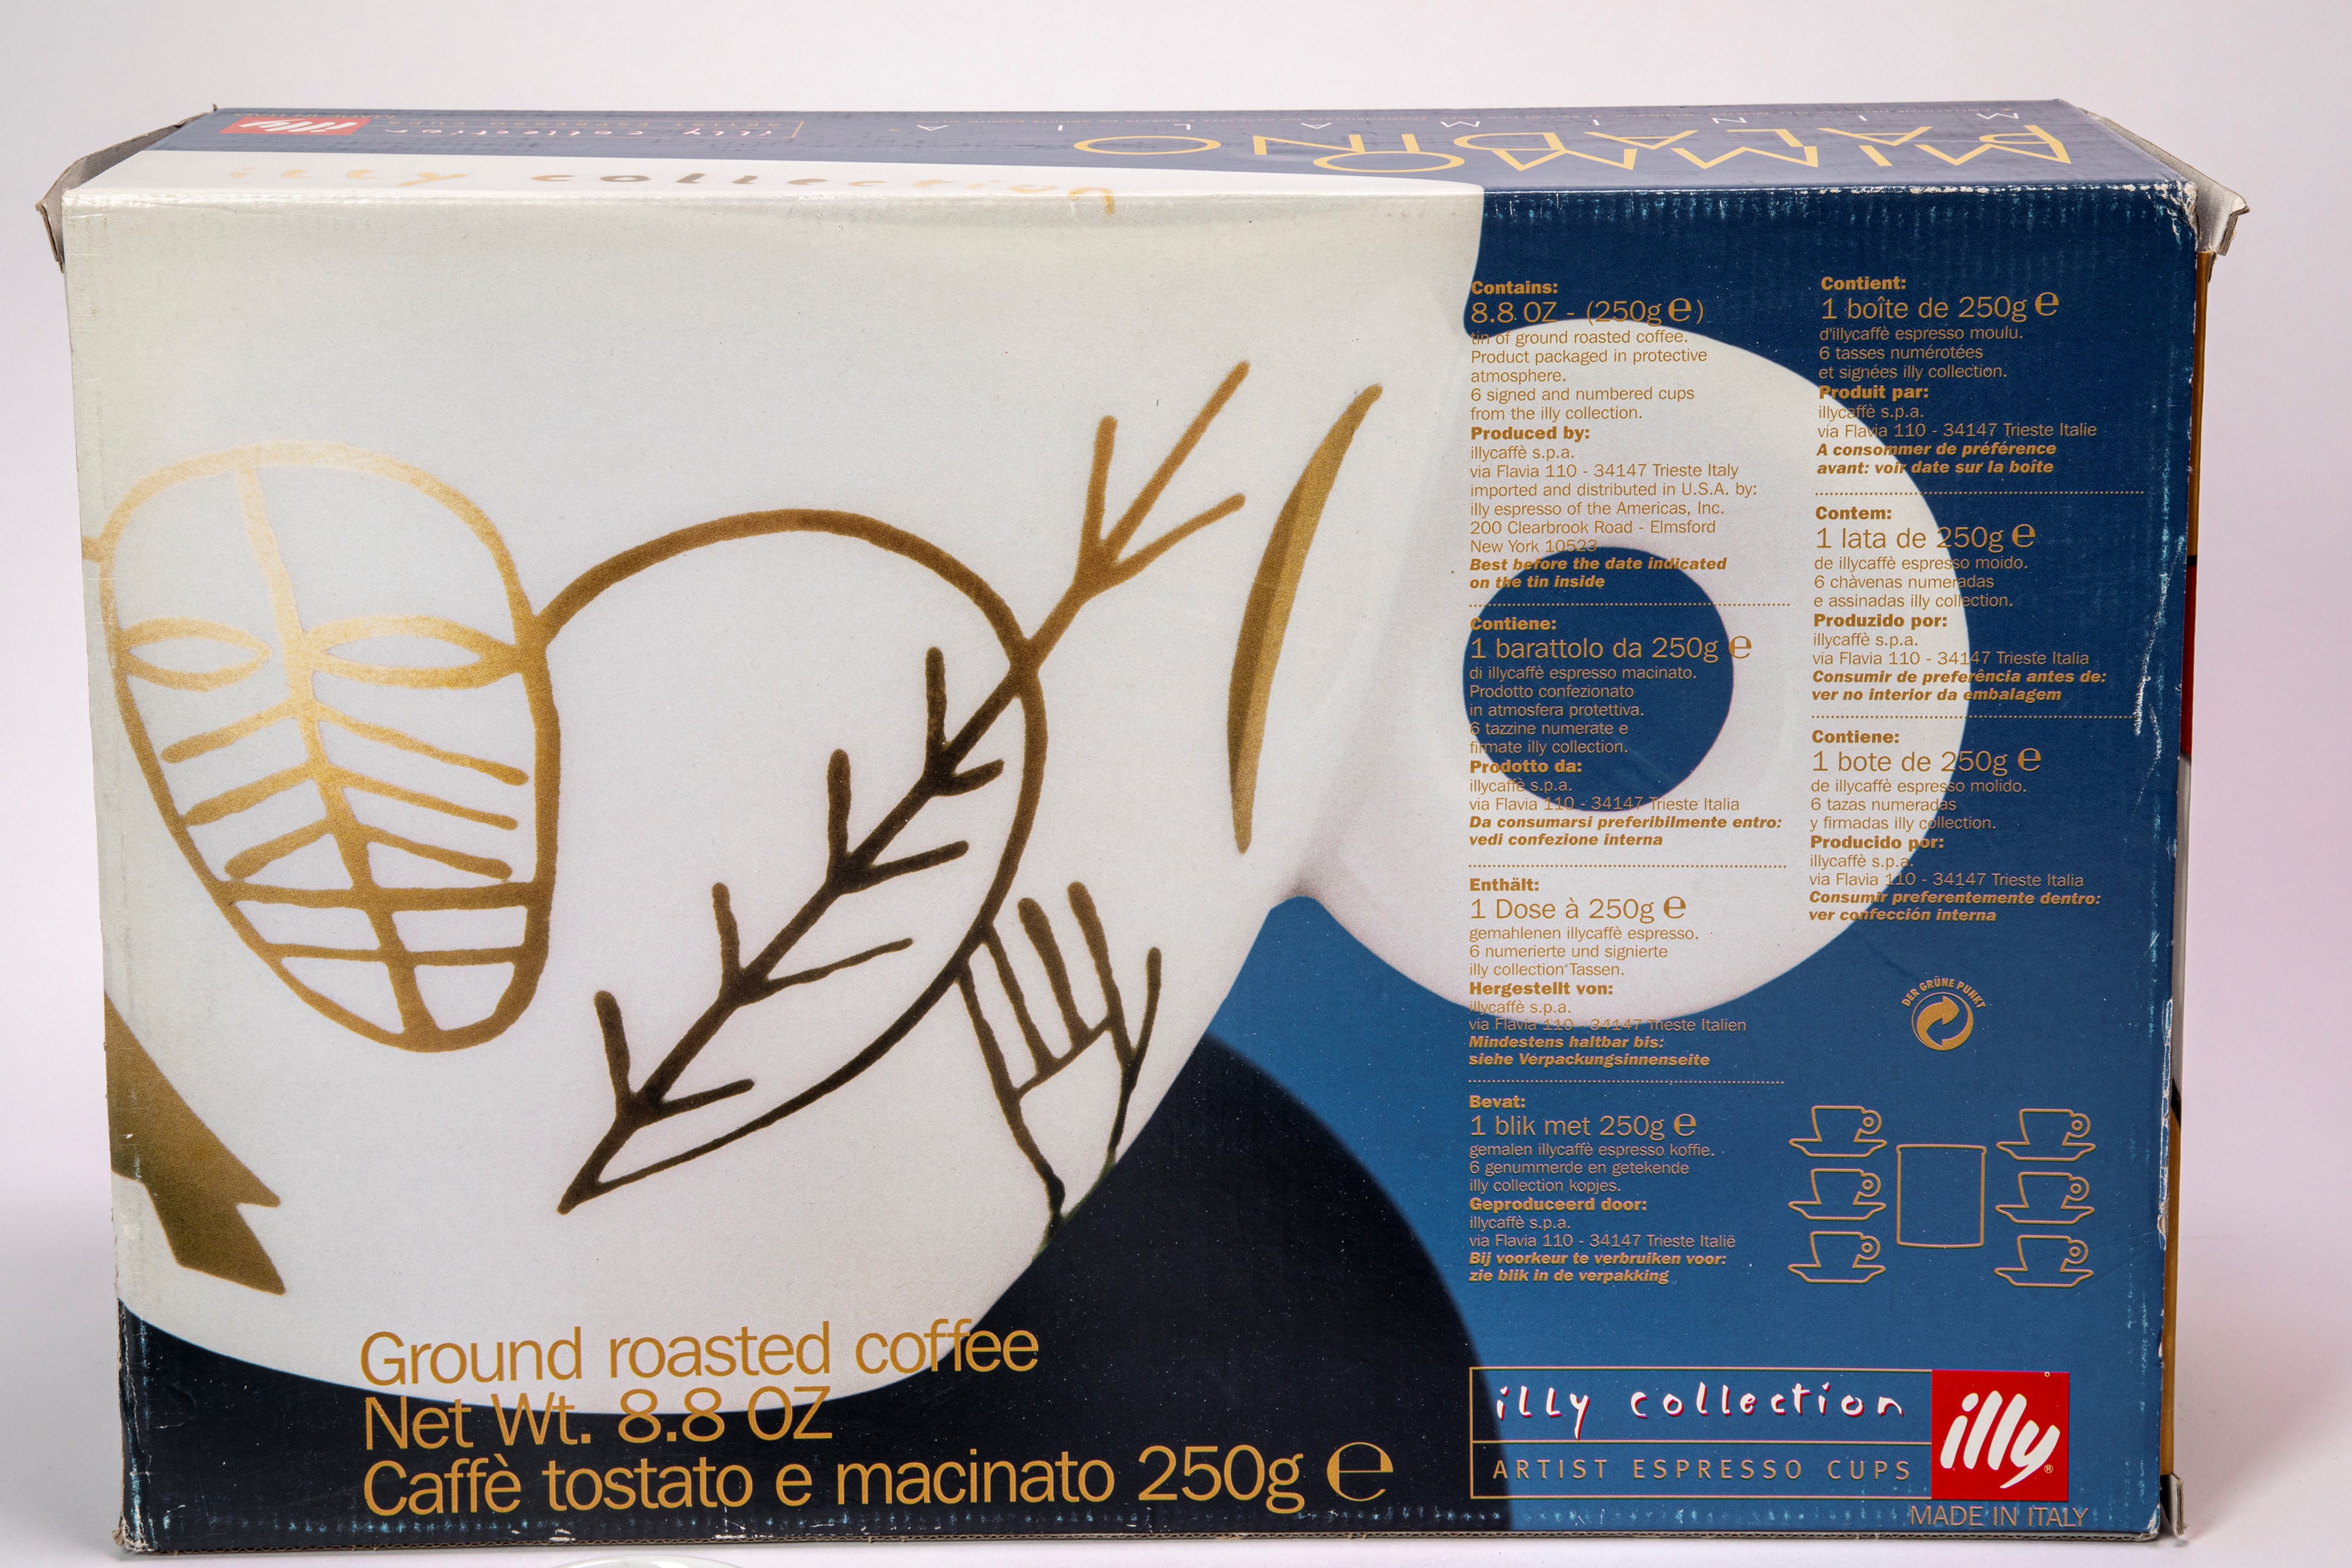 illy
illy collection
MIMMO
PALADINO
illy collection
Contains:
8.8 OZ - (250g ℮)
tin of ground roasted coffee.
Product packaged in protective
atmosphere.
6 signed and numbered cups
from the illy collection.
Produced by:
illycaffè s.p.a.
via Flavia 110 - 34147 Trieste Italy
imported and distributed in U.S.A. by:
illy espresso of the Americas, Inc.
200 Clearbrook Road - Elmsford
New York 10523
Best before the date indicated
on the tin inside
Contiene:
1 barattolo da 250g ℮
di illycaffè espresso macinato.
Prodotto confezionato
in atmosfera protettiva.
6 tazzine numerate e
firmate illy collection.
Prodotto da:
illycaffè s.p.a.
via Flavia 110 - 34147 Trieste Italia
Da consumarsi preferibilmente entro:
vedi confezione interna
Enthält:
1 Dose à 250g ℮
gemahlenen illycaffè espresso.
6 numerierte und signierte
illy collection Tassen.
Hergestellt von:
illycaffè s.p.a.
via Flavia 110 - 34147 Trieste Italien
Mindestens haltbar bis:
siehe Verpackungsinnenseite
Bevat:
1 blik met 250g ℮
gemalen illycaffè espresso koffie.
6 genummerde en getekende
illy collection kopjes.
Geproduceerd door:
illycaffè s.p.a.
via Flavia 110 - 34147 Trieste Italië
Bij voorkeur te verbruiken voor:
zie blik in de verpakking
Contient:
1 boîte de 250g ℮
d'illycaffè espresso moulu.
6 tasses numérotées
et signées illy collection.
Produit par:
illycaffè s.p.a.
via Flavia 110 - 34147 Trieste Italie
A consommer de préférence
avant: voir date sur la boîte
Contem:
1 lata de 250g ℮
de illycaffè espresso moido.
6 chàvenas numeradas
e assinadas illy collection.
Produzido por:
illycaffè s.p.a.
via Flavia 110 - 34147 Trieste Italia
Consumir de preferência antes de:
ver no interior da embalagem
Contiene:
1 bote de 250g ℮
de illycaffè espresso molido.
6 tazas numeradas
y firmadas illy collection.
Producido por:
illycaffè s.p.a.
via Flavia 110 - 34147 Trieste Italia
Consumir preferentemente dentro:
ver confección interna
DER GRÜNE PUNKT
Ground roasted coffee
Net Wt. 8.8 OZ
Caffè tostato e macinato 250g ℮
illy collection
ARTIST ESPRESSO CUPS
illy®
MADE IN ITALY